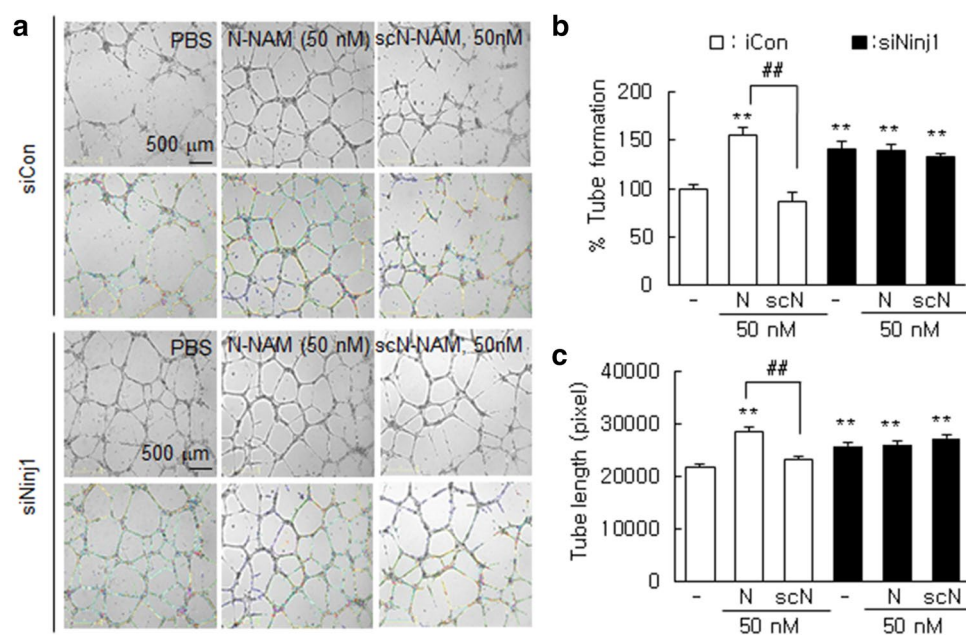 a
PBS
N-NAM (50 nM)
scN-NAM, 50nM
500 μm
siCon
PBS
N-NAM (50 nM)
scN-NAM, 50nM
500 μm
siNinj1
b
: iCon
:siNinj1
% Tube formation
200
150
100
50
0
##
**
**
**
**
- N scN - N scN
50 nM 50 nM
c
Tube length (pixel)
40000
30000
20000
10000
0
##
**
**
**
**
- N scN - N scN
50 nM 50 nM